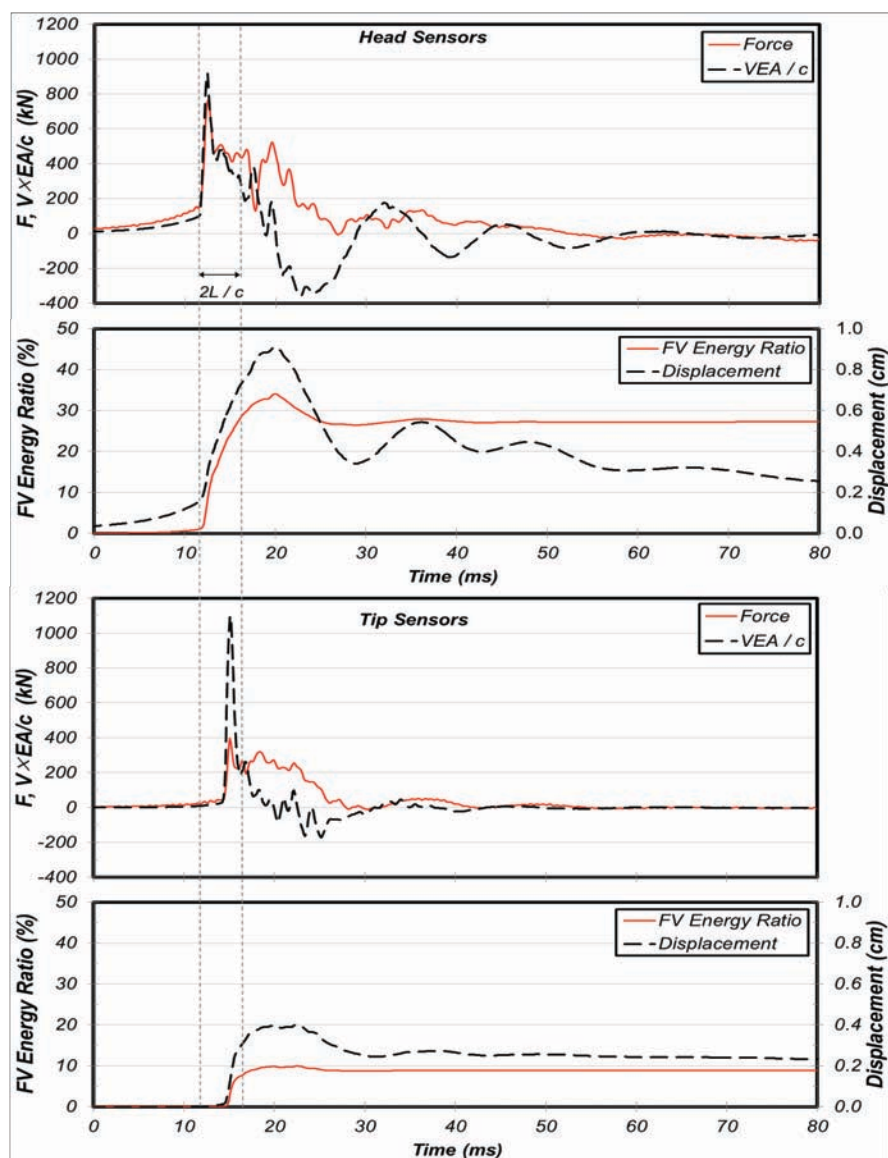 Head Sensors
Force
VEA / c
F, V×EA/c (kN)
1200
1000
800
600
400
200
0
-200
-400
2L / c
FV Energy Ratio
Displacement
FV Energy Ratio (%)
50
40
30
20
10
0
Displacement (cm)
1.0
0.8
0.6
0.4
0.2
0.0
0 10 20 30 40 50 60 70 80
Time (ms)
Tip Sensors
Force
VEA / c
F, V×EA/c (kN)
1200
1000
800
600
400
200
0
-200
-400
FV Energy Ratio
Displacement
FV Energy Ratio (%)
50
40
30
20
10
0
Displacement (cm)
1.0
0.8
0.6
0.4
0.2
0.0
0 10 20 30 40 50 60 70 80
Time (ms)